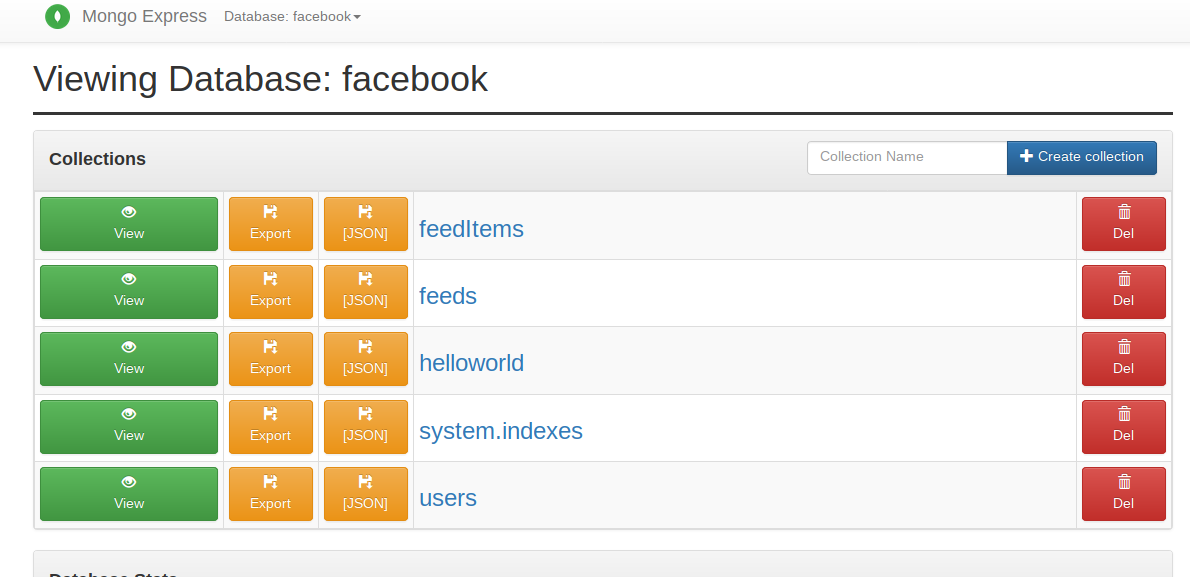 Mongo Express Database: facebook
Viewing Database: facebook
Collections Collection Name Create collection
View Export [JSON] feedItems Del
View Export [JSON] feeds Del
View Export [JSON] helloworld Del
View Export [JSON] system.indexes Del
View Export [JSON] users Del
Database Stats